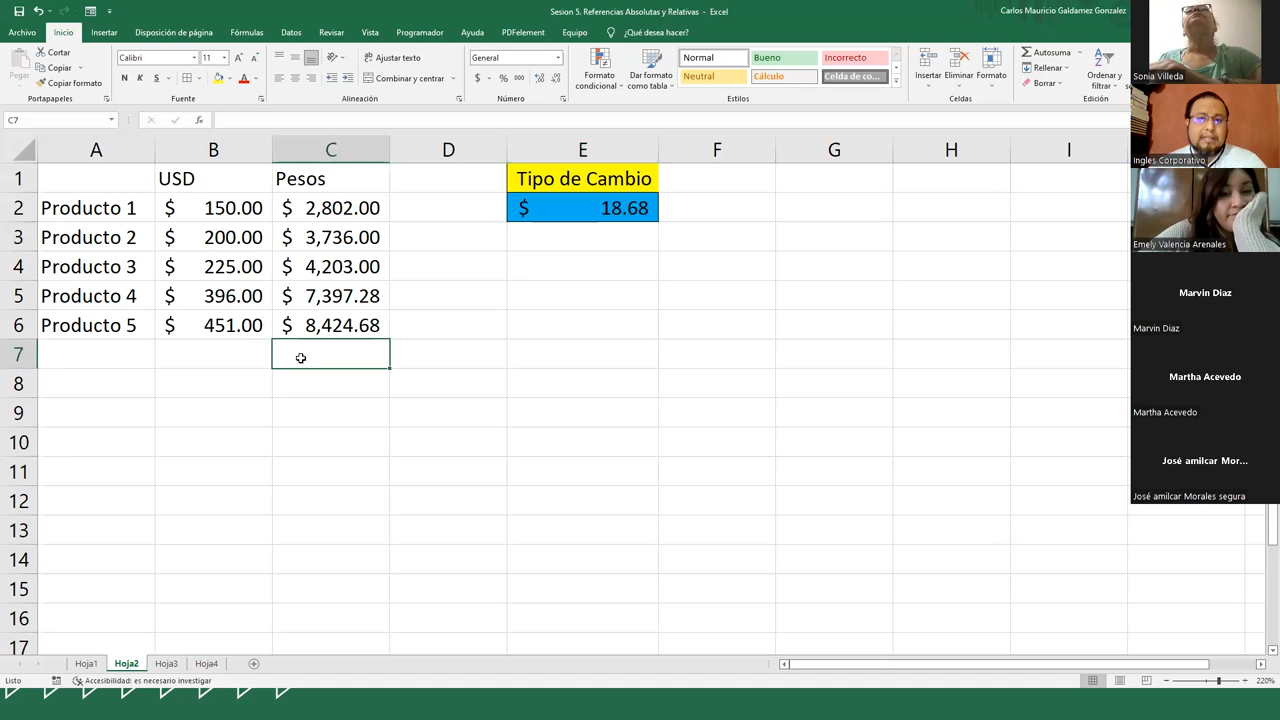 Sesion 5. Referencias Absolutas y Relativas - Excel
Carlos Mauricio Galdamez Gonzalez
Archivo Inicio Insertar Disposición de página Fórmulas Datos Revisar Vista Programador Ayuda PDFelement Equipo ¿Qué desea hacer?
Pegar
Cortar
Copiar
Copiar formato
Portapapeles
Calibri 11
N K S
Fuente
Ajustar texto
Combinar y centrar
Alineación
General
$ % 000
Número
Formato condicional
Dar formato como tabla
Normal Bueno Incorrecto
Neutral Cálculo Celda de co...
Estilos
Insertar Eliminar Formato
Celdas
Autosuma
Rellenar
Borrar
Ordenar y
Edición
C7 fx
A B C D E F G H I
1 USD Pesos Tipo de Cambio
2 Producto 1 $ 150.00 $ 2,802.00 $ 18.68
3 Producto 2 $ 200.00 $ 3,736.00
4 Producto 3 $ 225.00 $ 4,203.00
5 Producto 4 $ 396.00 $ 7,397.28
6 Producto 5 $ 451.00 $ 8,424.68
7
8
9
10
11
12
13
14
15
16
17
Hoja1 Hoja2 Hoja3 Hoja4
Listo Accesibilidad: es necesario investigar 220%
Sonia Villeda
Ingles Corporativo
Emely Valencia Arenales
Marvin Diaz
Marvin Diaz
Martha Acevedo
Martha Acevedo
José amilcar Mor...
José amilcar Morales segura